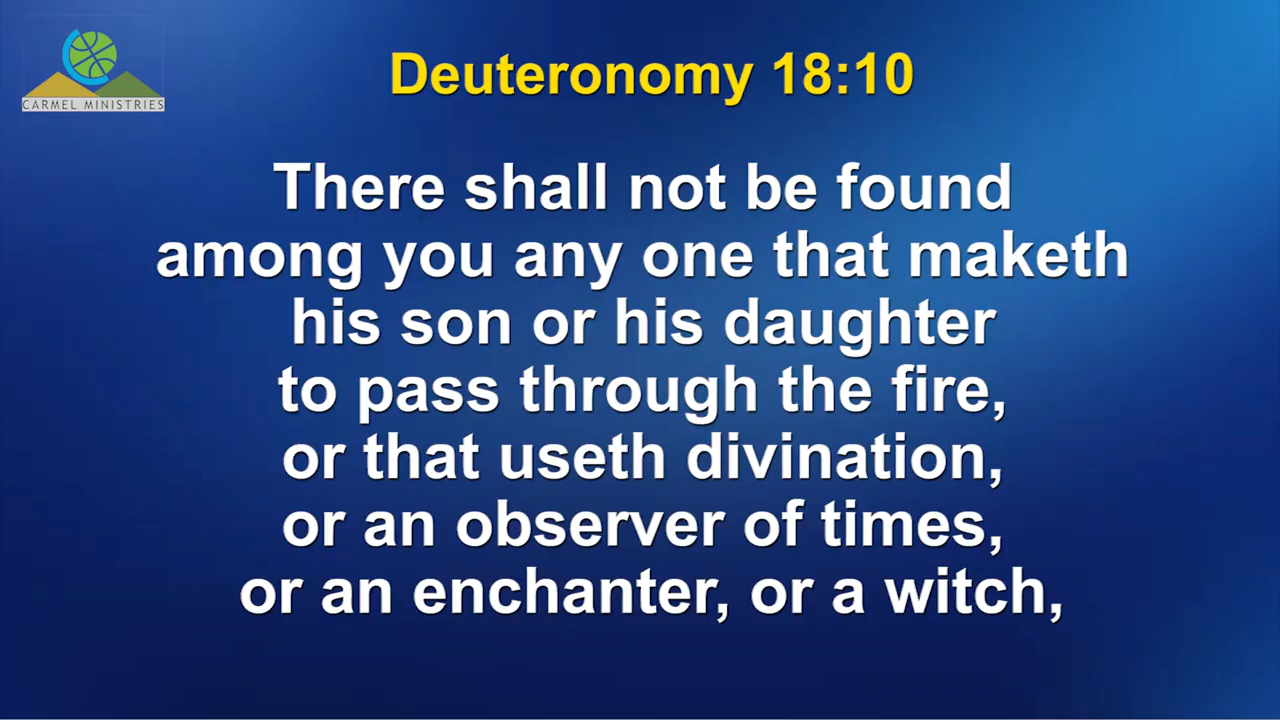 CARMEL MINISTRIES
Deuteronomy 18:10
There shall not be found
among you any one that maketh
his son or his daughter
to pass through the fire,
or that useth divination,
or an observer of times,
or an enchanter, or a witch,